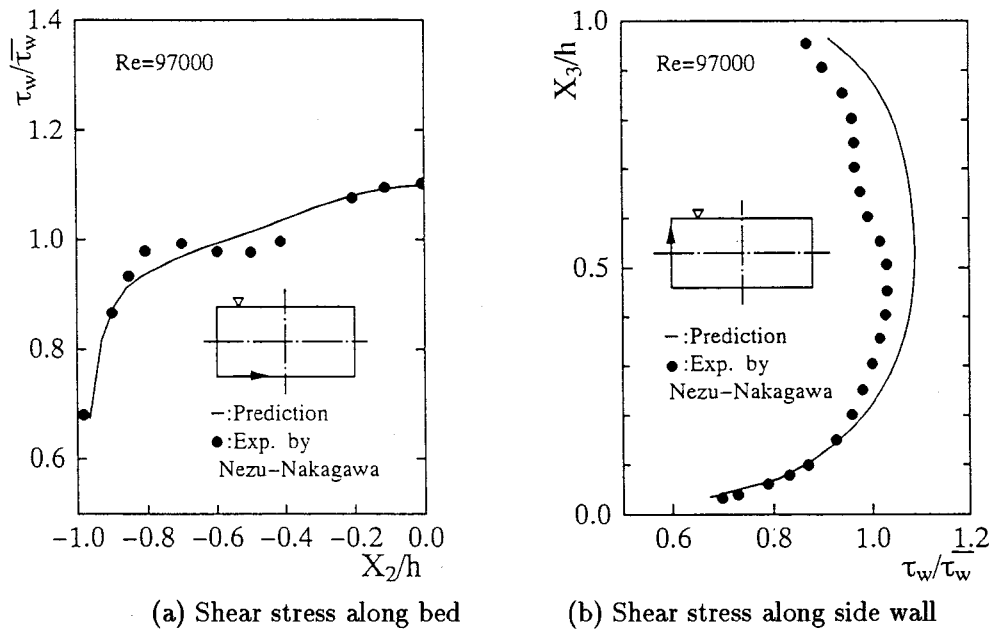 1.4
τw/τw
Re=97000
1.2
1.0
0.8
0.6
−1.0 −0.8 −0.6 −0.4 −0.2 0.0
X2/h
—:Prediction
●:Exp. by
Nezu−Nakagawa
(a) Shear stress along bed
1.0
X3/h
Re=97000
0.5
0.0
—:Prediction
●:Exp. by
Nezu−Nakagawa
0.6 0.8 1.0 1.2
τw/τw
(b) Shear stress along side wall